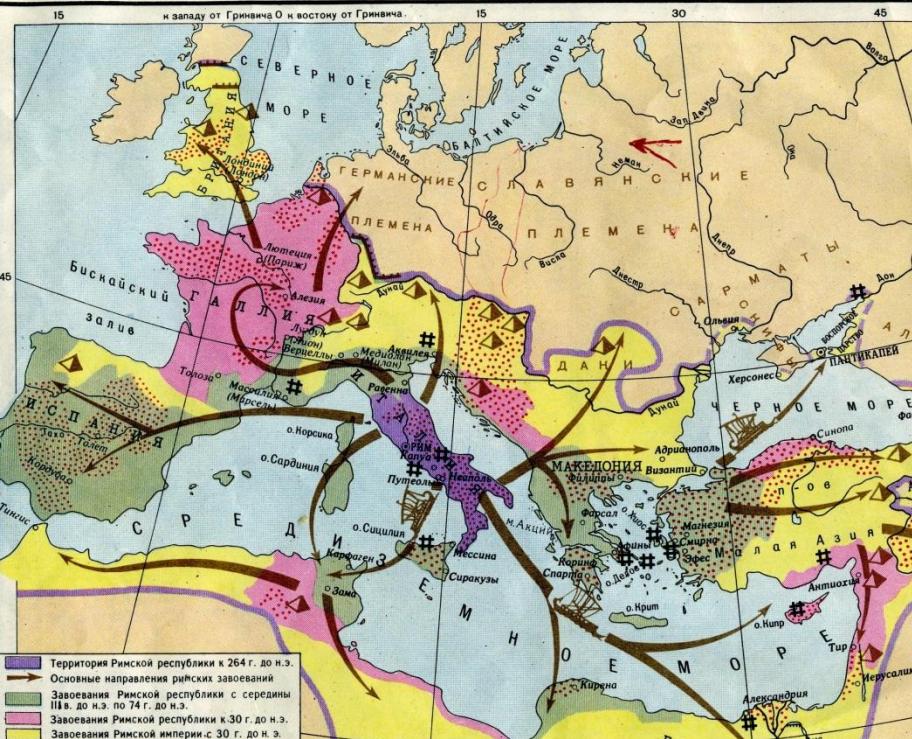 15
к западу от Гринвича 0 к востоку от Гринвича
15
30
45
СЕВЕРНОЕ
МОРЕ
БАЛТИЙСКОЕ МОРЕ
Волга
Зап. Двина
Ока
Неман
БРИТАНИЯ
Лондиний
(Лондон)
Эльба
ГЕРМАНСКИЕ
ПЛЕМЕНА
СЛАВЯНСКИЕ
ПЛЕМЕНА
Одра
Висла
Днепр
Днестр
САРМАТЫ
Дон
45
Бискайский
залив
Лютеция
(Париж)
ГАЛЛИЯ
Алезия
Лугдун
(Лион)
Верцеллы
Медиолан
(Милан)
Аквилея
Дунай
Толоза
Массалия
(Марсель)
Равенна
ДАКИ
Дунай
Ольвия
СКИФЫ
БОСПОРСКОЕ
ЦАРСТВО
ПАНТИКАПЕЙ
Херсонес
ЧЕРНОЕ МОРЕ
ИСПАНИЯ
Тахо
Толет
Кордуба
Тингис
о.Корсика
о.Сардиния
ИТАЛИЯ
РИМ
Капуя
Неаполь
Путеолы
о.Сицилия
Мессина
Сиракузы
Карфаген
Зама
м.Акций
МАКЕДОНИЯ
Филиппы
Адрианополь
Византий
Синопа
Фарсал
о.Хиос
Магнезия
Смирна
Эфес
Афины
Коринф
Спарта
о.Делос
о.Крит
Малая Азия
Антиохия
о.Кипр
Тир
Иерусалим
Кирена
Александрия
СРЕДИЗЕМНОЕ МОРЕ
Территория Римской республики к 264 г. до н.э.
Основные направления римских завоеваний
Завоевания Римской республики с середины
III в. до н.э. по 74 г. до н.э.
Завоевания Римской республики к 30 г. до н.э.
Завоевания Римской империи с 30 г. до н. э.